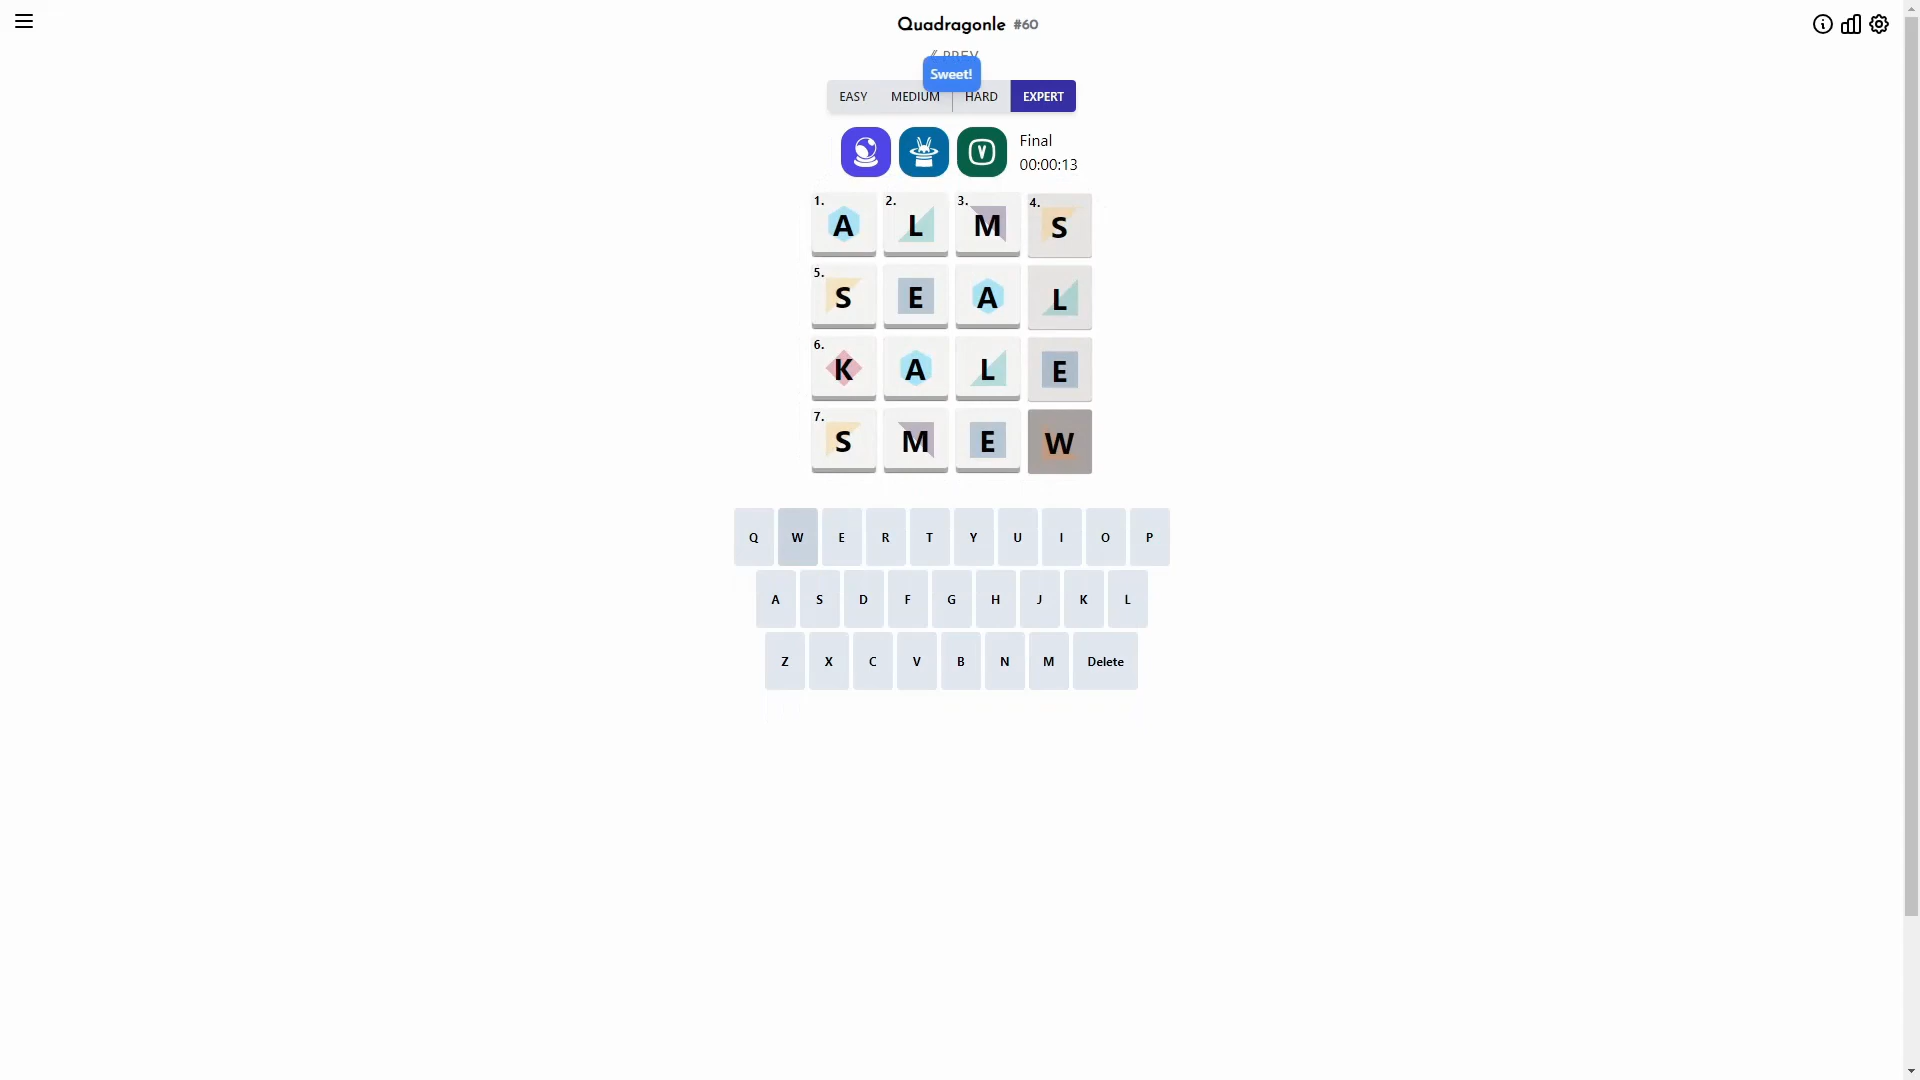 Quadragonle #60
PREV
Sweet!
EASY MEDIUM HARD EXPERT
Final
00:00:13
1. A 2. L 3. M 4. S
5. S E A L
6. K A L E
7. S M E W
Q W E R T Y U I O P
A S D F G H J K L
Z X C V B N M Delete